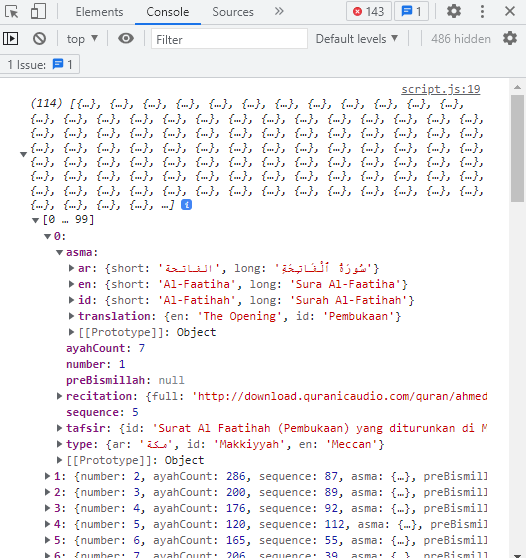 Elements Console Sources 143 1
top Filter Default levels 486 hidden
1 Issue: 1
script.js:19
(114) [{…}, {…}, {…}, {…}, {…}, {…}, {…}, {…}, {…}, {…}, {…}, {…},
{…}, {…}, {…}, {…}, {…}, {…}, {…}, {…}, {…}, {…}, {…}, {…}, {…}, {…},
{…}, {…}, {…}, {…}, {…}, {…}, {…}, {…}, {…}, {…}, {…}, {…}, {…}, {…},
{…}, {…}, {…}, {…}, {…}, {…}, {…}, {…}, {…}, {…}, {…}, {…}, {…}, {…},
{…}, {…}, {…}, {…}, {…}, {…}, {…}, {…}, {…}, {…}, {…}, {…}, {…}, {…},
{…}, {…}, {…}, {…}, {…}, {…}, {…}, {…}, {…}, {…}, {…}, {…}, {…}, {…},
{…}, {…}, {…}, {…}, {…}, {…}, {…}, {…}, {…}, {…}, {…}, {…}, {…}, {…},
{…}, {…}, {…}, {…}, …] i
[0 … 99]
0:
asma:
ar: {short: 'الفاتحة', long: 'سُورَةُ ٱلْفَاتِحَةِ'}
en: {short: 'Al-Faatiha', long: 'Sura Al-Faatiha'}
id: {short: 'Al-Fatihah', long: 'Surah Al-Fatihah'}
translation: {en: 'The Opening', id: 'Pembukaan'}
[[Prototype]]: Object
ayahCount: 7
number: 1
preBismillah: null
recitation: {full: 'http://download.quranicaudio.com/quran/ahmed
sequence: 5
tafsir: {id: 'Surat Al Faatihah (Pembukaan) yang diturunkan di M
type: {ar: 'مكة', id: 'Makkiyyah', en: 'Meccan'}
[[Prototype]]: Object
1: {number: 2, ayahCount: 286, sequence: 87, asma: {…}, preBismill
2: {number: 3, ayahCount: 200, sequence: 89, asma: {…}, preBismill
3: {number: 4, ayahCount: 176, sequence: 92, asma: {…}, preBismill
4: {number: 5, ayahCount: 120, sequence: 112, asma: {…}, preBismil
5: {number: 6, ayahCount: 165, sequence: 55, asma: {…}, preBismill
6: {number: 7, ayahCount: 206, sequence: 39, asma: {…}, preBismill